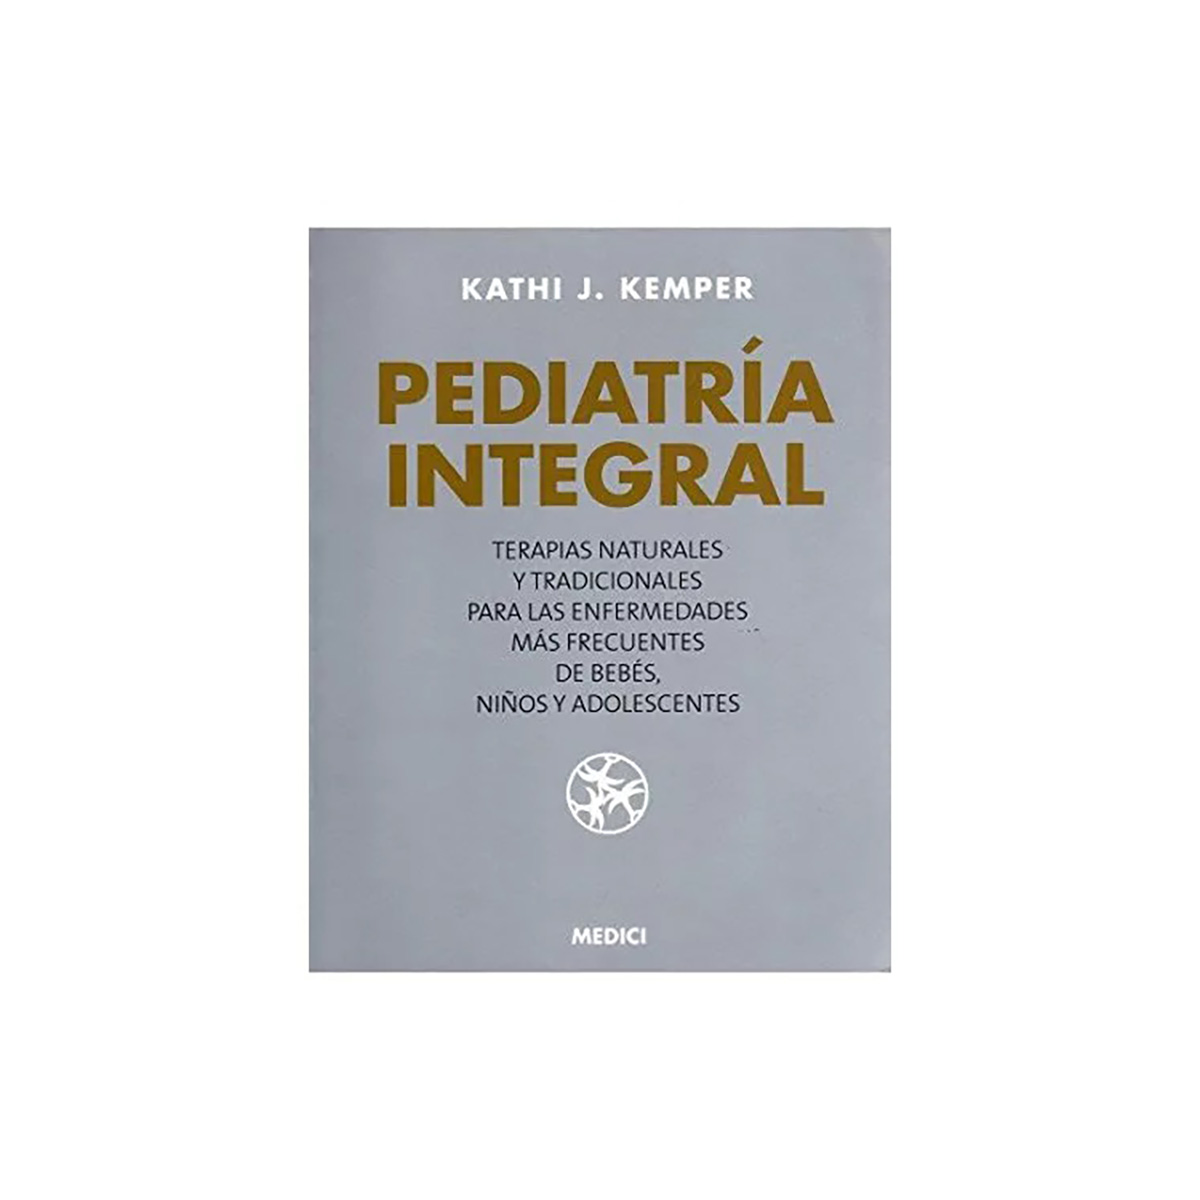 KATHI J. KEMPER
PEDIATRÍA
INTEGRAL
TERAPIAS NATURALES
Y TRADICIONALES
PARA LAS ENFERMEDADES
MÁS FRECUENTES
DE BEBÉS,
NIÑOS Y ADOLESCENTES
MEDICI